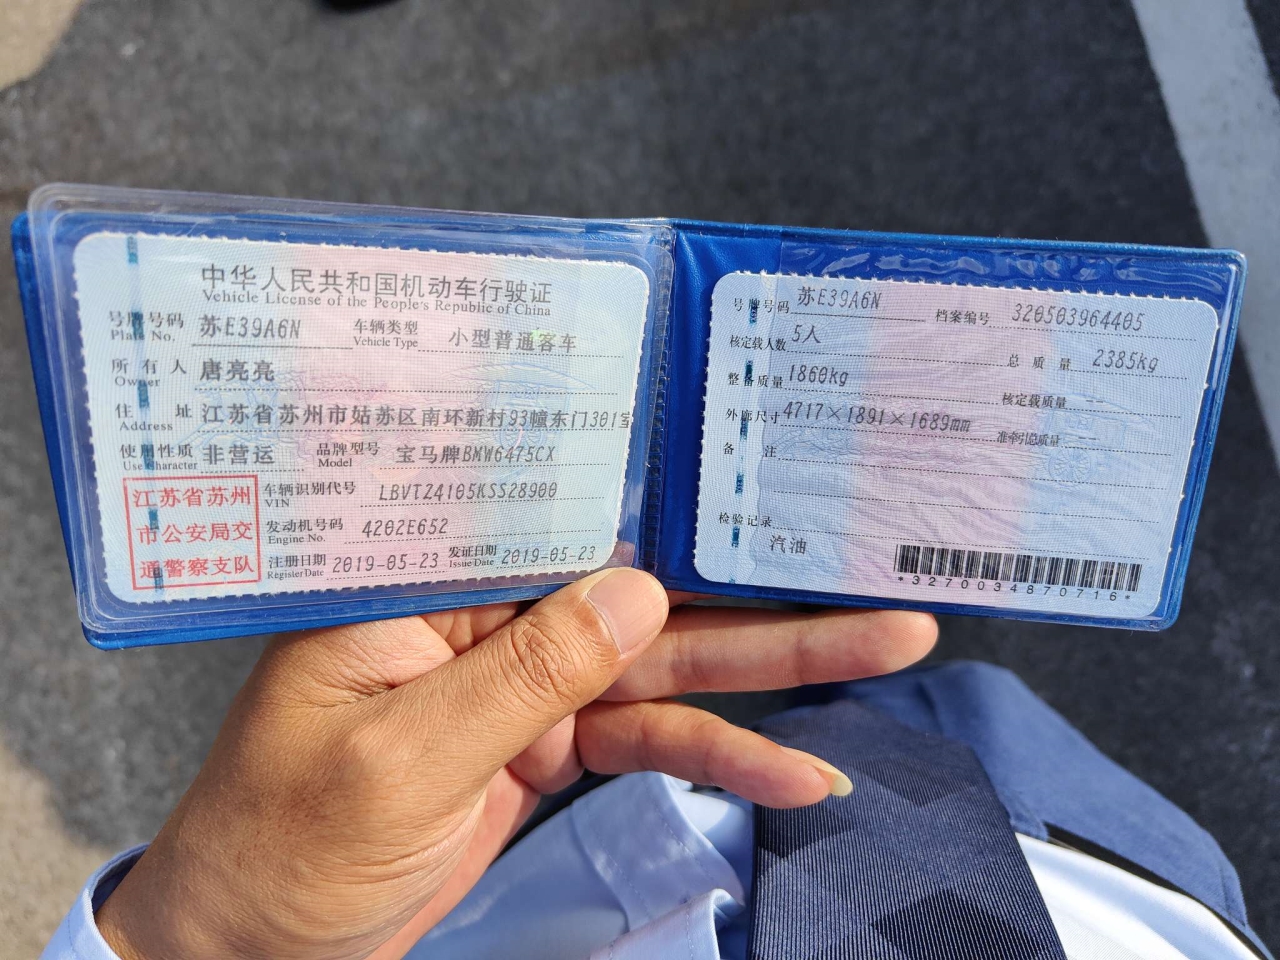 中华人民共和国机动车行驶证
Vehicle License of the People's Republic of China
号牌号码 苏E39A6N 车辆类型 小型普通客车
Plate No. Vehicle Type
所有人 唐亮亮
Owner
住址 江苏省苏州市姑苏区南环新村93幢东门301室
Address
使用性质 非营运 品牌型号 宝马牌BMW6475CX
Use Character Model
江苏省苏州
市公安局交
通警察支队
车辆识别代号 LBVTZ4105KSS28900
VIN
发动机号码 4202E652
Engine No.
注册日期 2019-05-23 发证日期 2019-05-23
Register Date Issue Date
号牌号码 苏E39A6N 档案编号 320503964405
核定载人数 5人 总质量 2385kg
整备质量 1860kg 核定载质量 --
外廓尺寸 4717×1891×1689mm 准牵引总质量 --
备注
检验记录
汽油
*3270034870716*